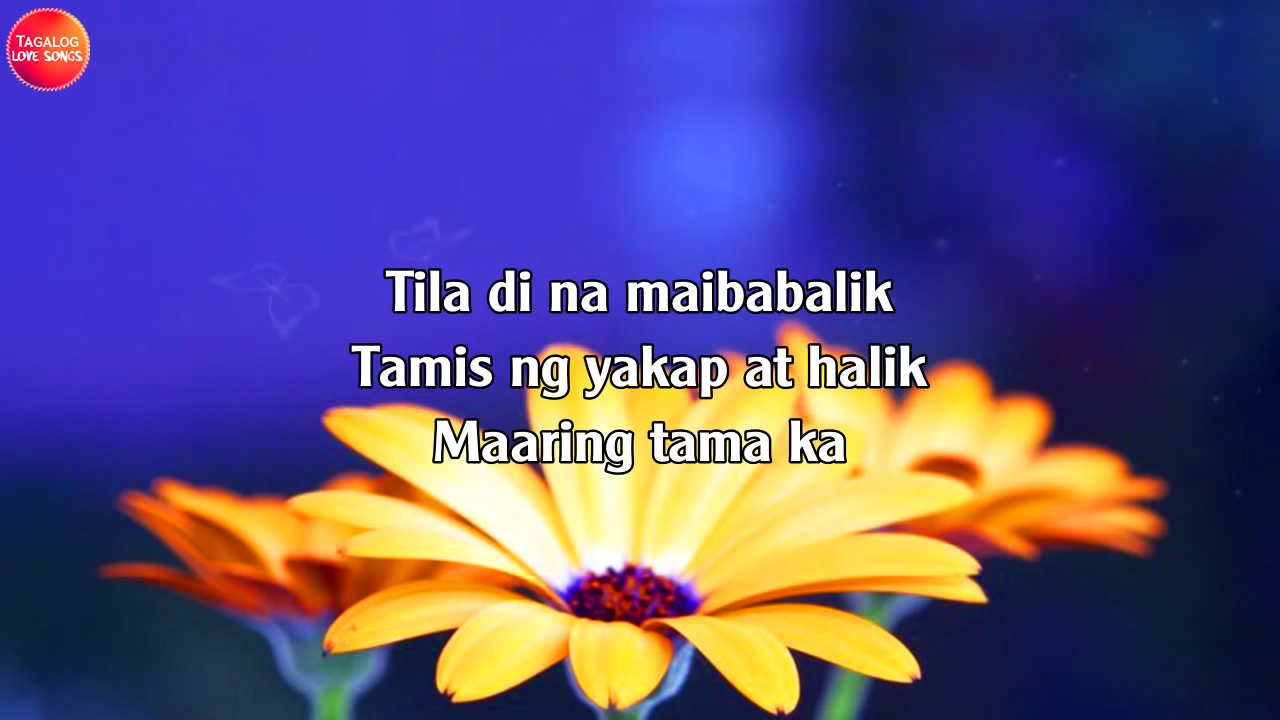 TAGALOG
LOVE SONGS
Tila di na maibabalik
Tamis ng yakap at halik
Maaring tama ka